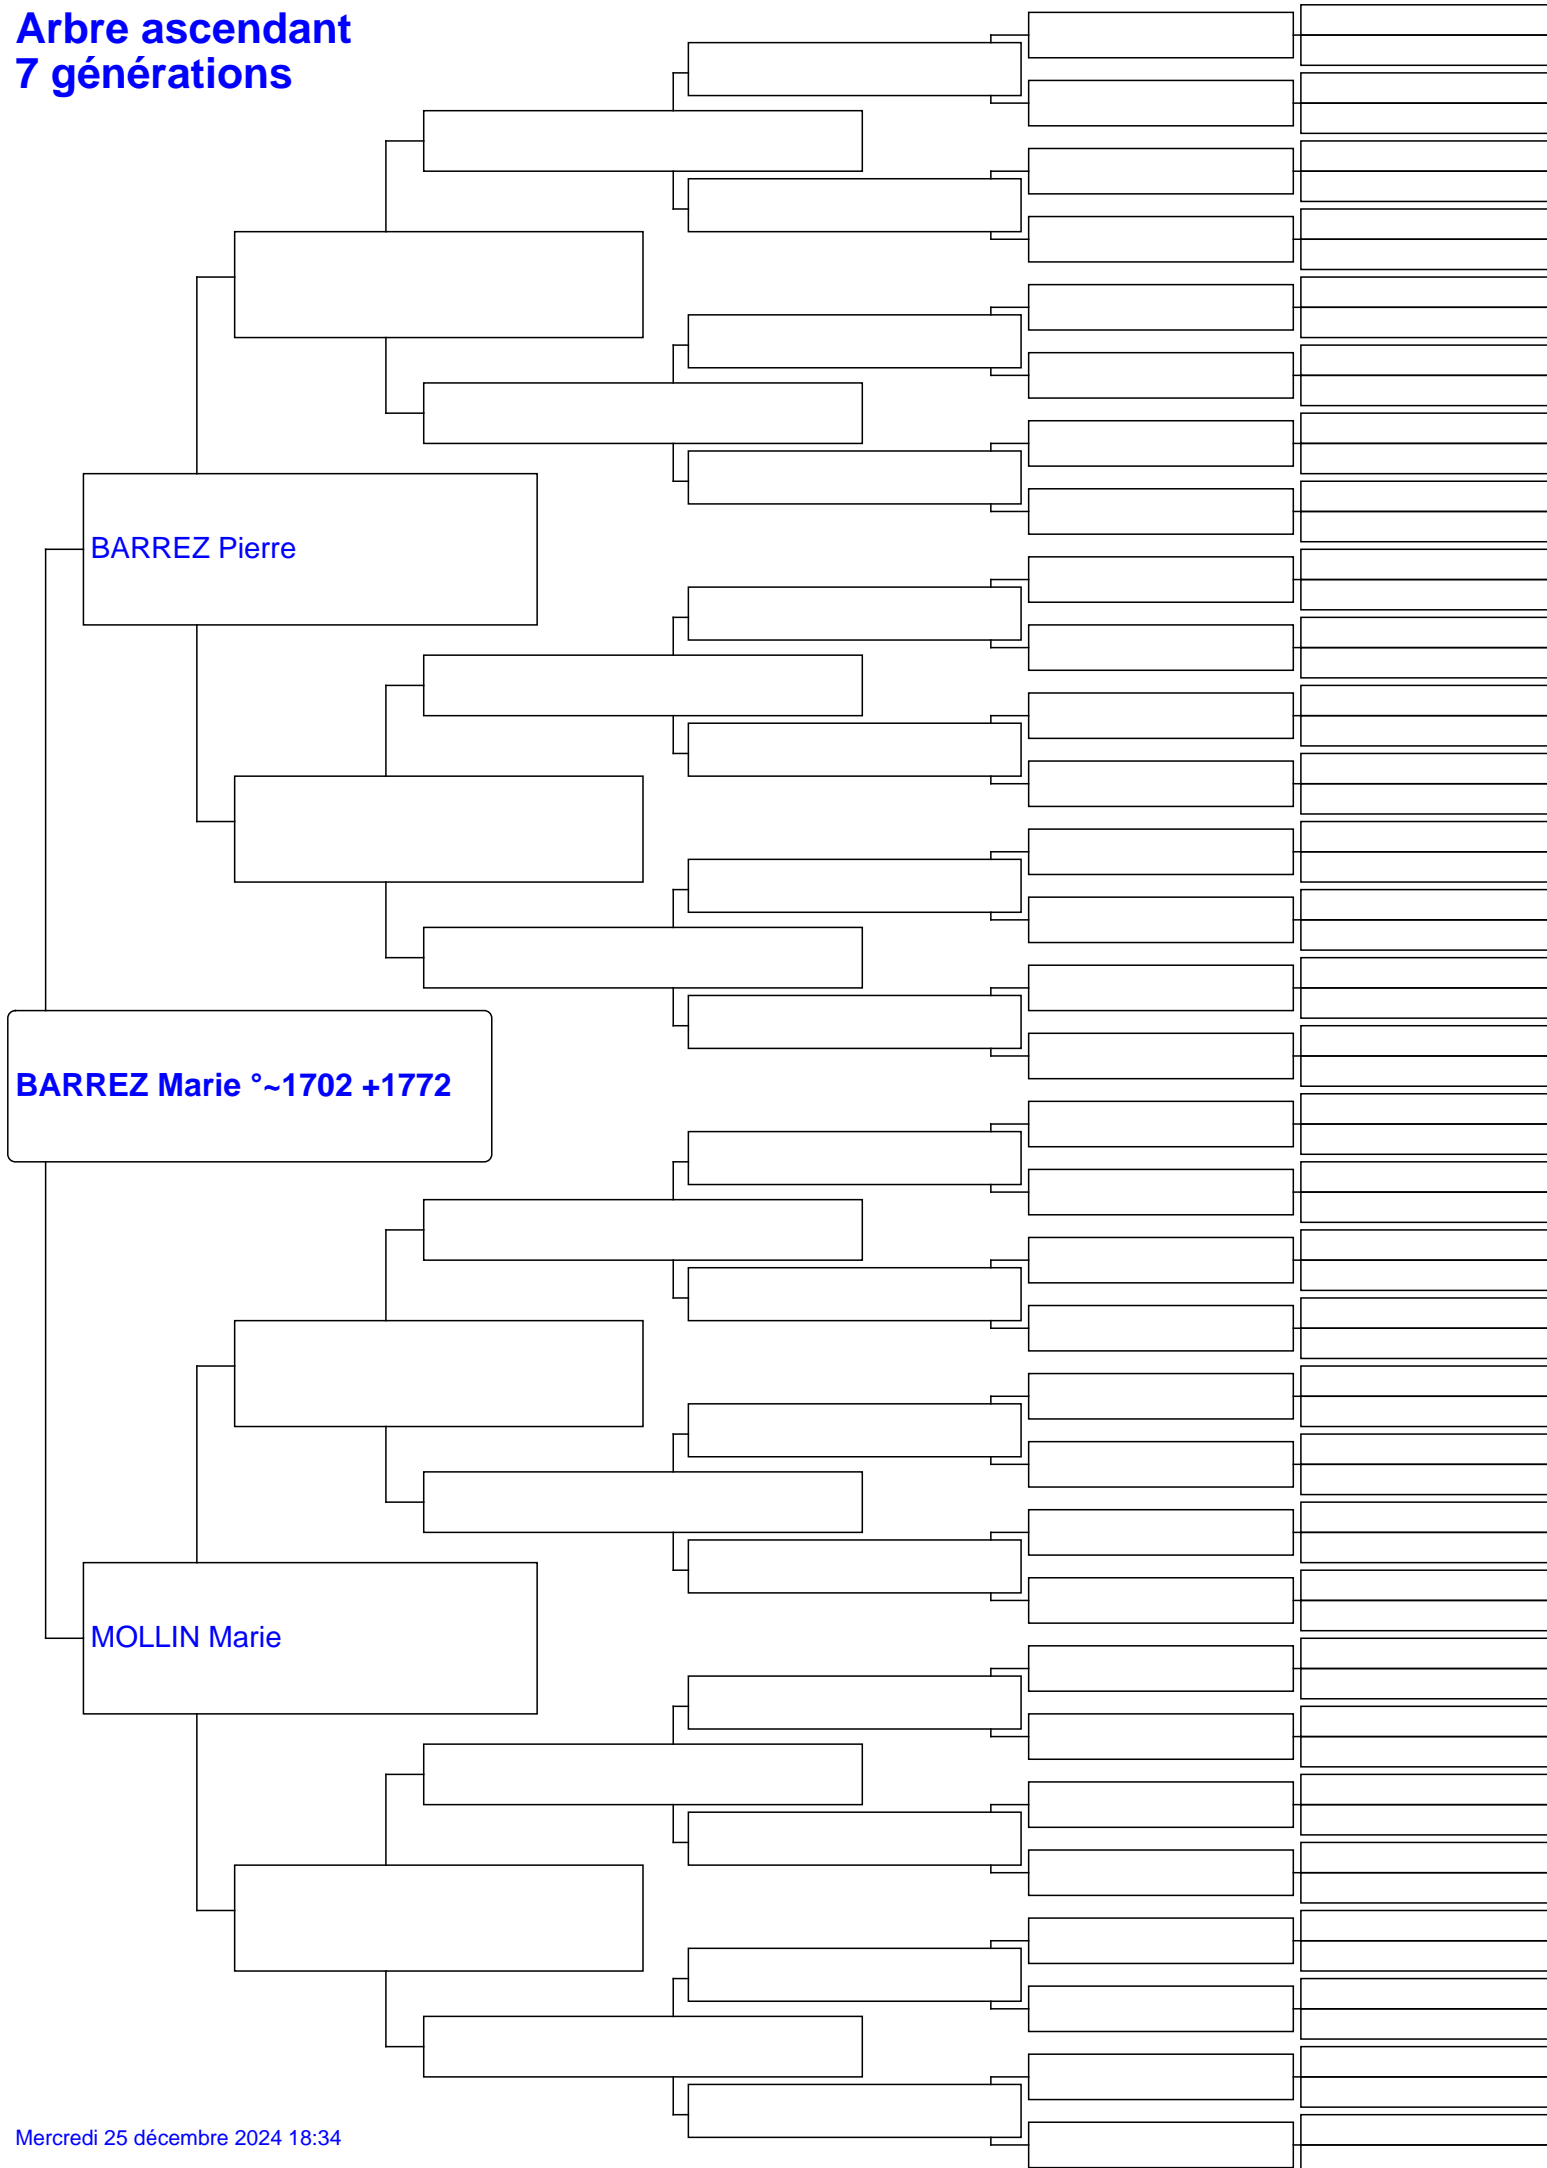 Arbre ascendant
7 générations
BARREZ Pierre
BARREZ Marie °~1702 +1772
MOLLIN Marie
Mercredi 25 décembre 2024 18:34